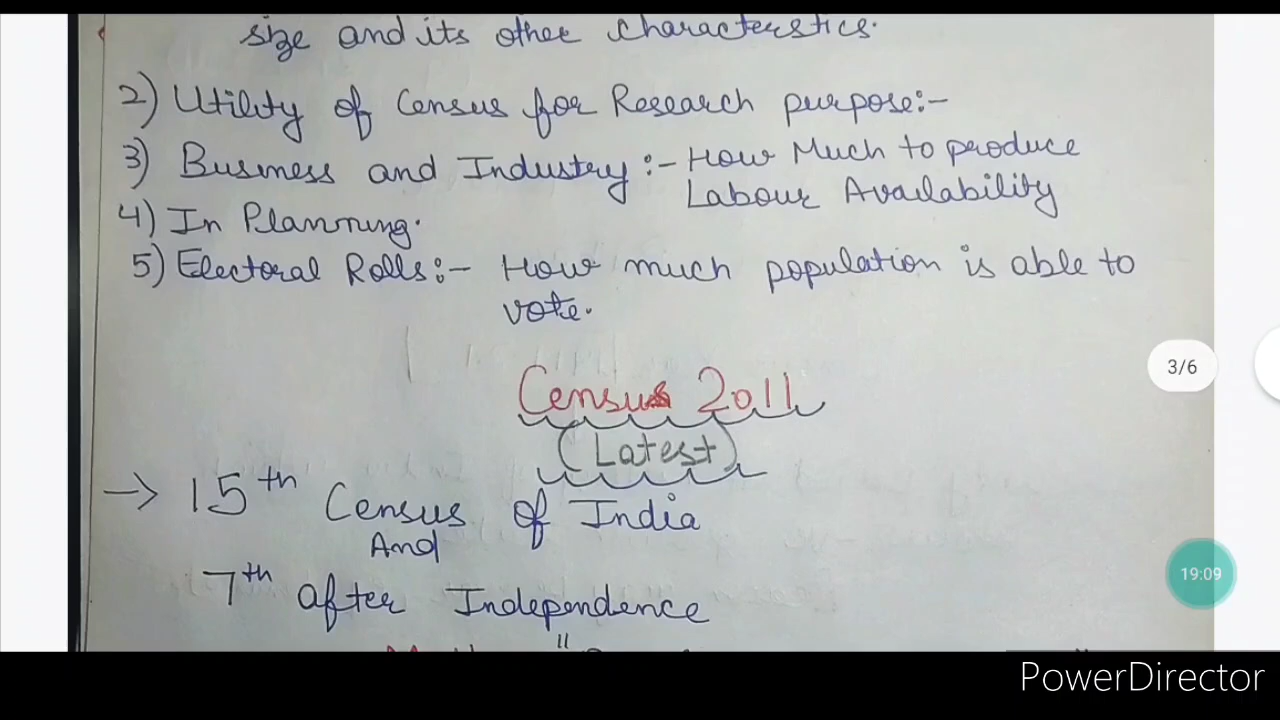 size and its other characterstics.
2) Utility of Census for Research purpose:-
3) Business and Industry :- How Much to produce
Labour Availability
4) In Planning.
5) Electoral Rolls:- How much population is able to
vote.
Census 2011
(Latest)
3/6
→ 15th Census of India
And
19:09
7th after Independence
PowerDirector